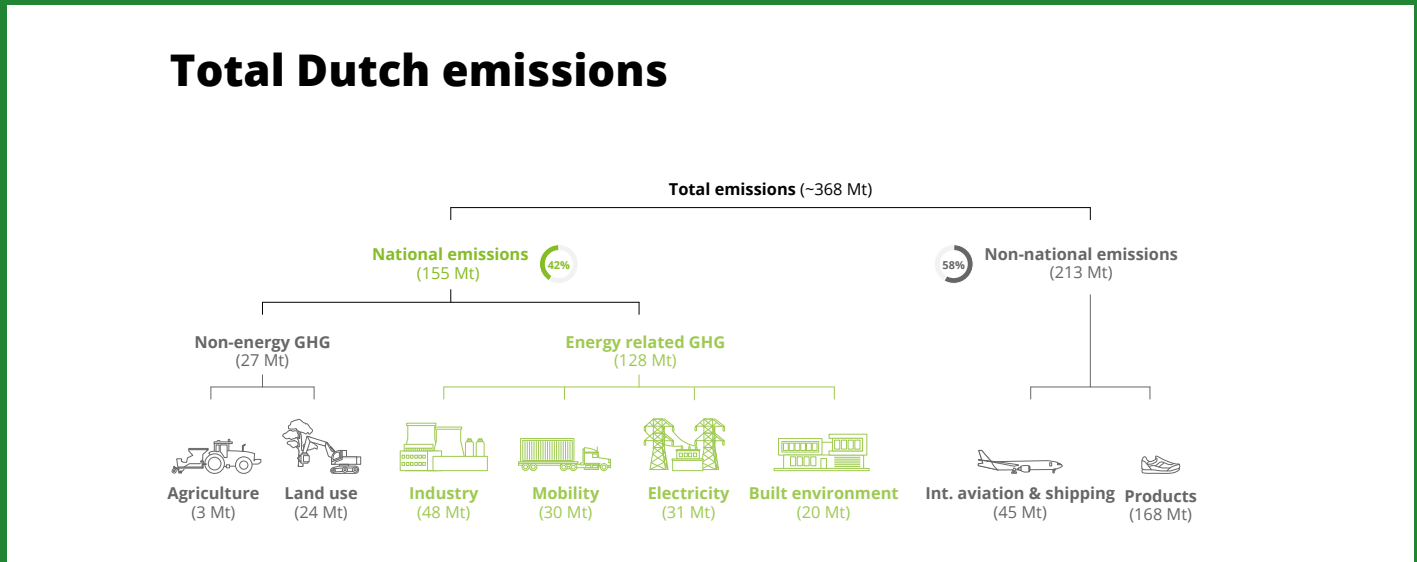 Total Dutch emissions
Total emissions (~368 Mt)
National emissions
(155 Mt)
42%
58%
Non-national emissions
(213 Mt)
Non-energy GHG
(27 Mt)
Energy related GHG
(128 Mt)
Agriculture
(3 Mt)
Land use
(24 Mt)
Industry
(48 Mt)
Mobility
(30 Mt)
Electricity
(31 Mt)
Built environment
(20 Mt)
Int. aviation & shipping
(45 Mt)
Products
(168 Mt)